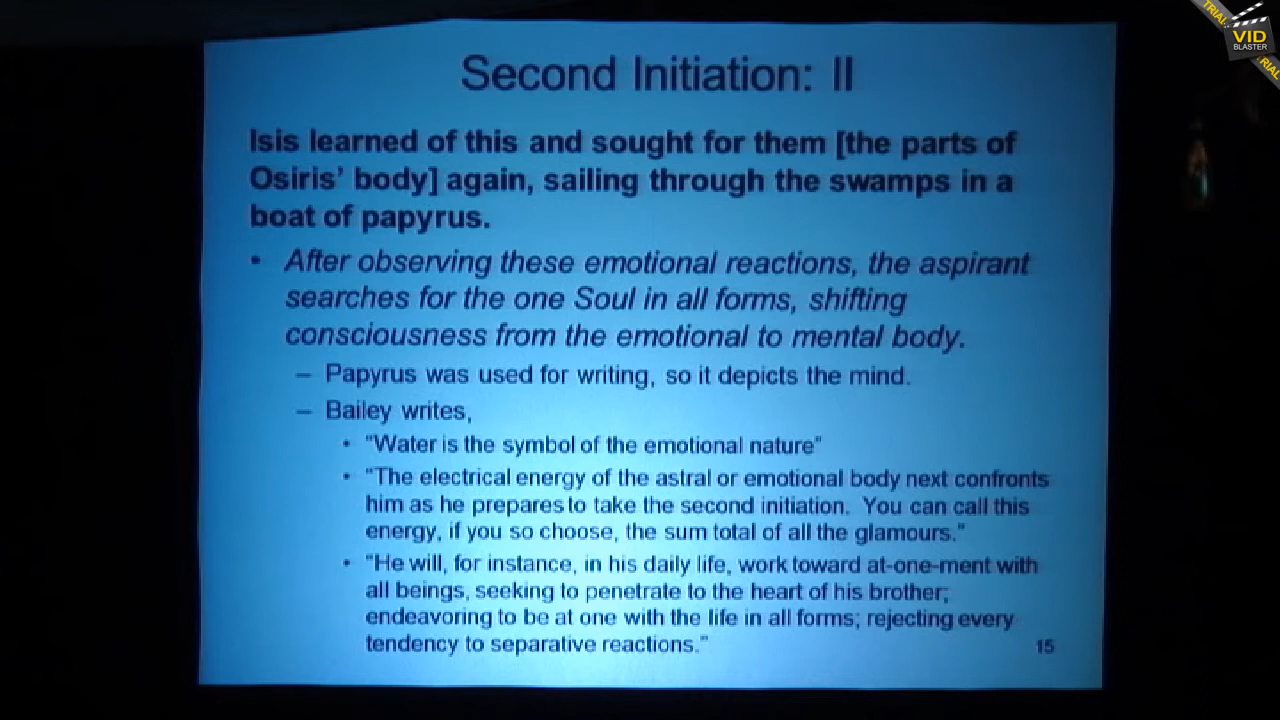 Second Initiation: II
Isis learned of this and sought for them [the parts of
Osiris’ body] again, sailing through the swamps in a
boat of papyrus.
• After observing these emotional reactions, the aspirant
searches for the one Soul in all forms, shifting
consciousness from the emotional to mental body.
– Papyrus was used for writing, so it depicts the mind.
– Bailey writes,
• “Water is the symbol of the emotional nature”
• “The electrical energy of the astral or emotional body next confronts
him as he prepares to take the second initiation. You can call this
energy, if you so choose, the sum total of all the glamours.”
• “He will, for instance, in his daily life, work toward at-one-ment with
all beings, seeking to penetrate to the heart of his brother;
endeavoring to be at one with the life in all forms; rejecting every
tendency to separative reactions.”
15
TRIAL
VID
BLASTER
TRIAL